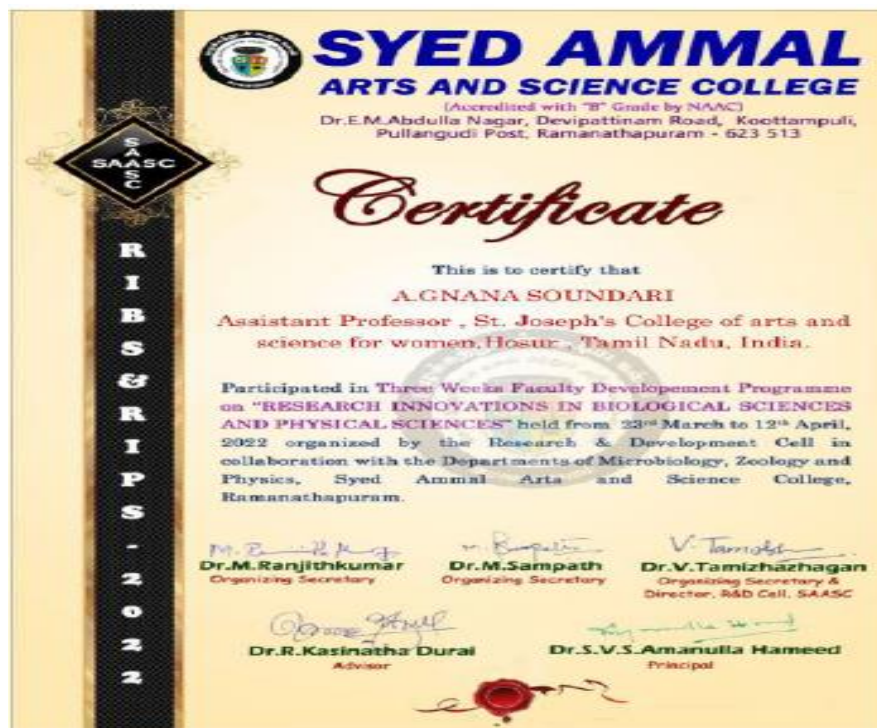 SYED AMMAL
ARTS AND SCIENCE COLLEGE
(Accredited with "B" Grade by NAAC)
Dr.E.M.Abdulla Nagar, Devipattinam Road, Koottampuli,
Pullangudi Post, Ramanathapuram - 623 513
SAASC
SAASC
Certificate
This is to certify that
A.GNANA SOUNDARI
Assistant Professor , St. Joseph's College of arts and
science for women,Hosur , Tamil Nadu, India.
Participated in Three Weeks Faculty Developement Programme
on "RESEARCH INNOVATIONS IN BIOLOGICAL SCIENCES
AND PHYSICAL SCIENCES" held from 23rd March to 12th April,
2022 organized by the Research & Development Cell in
collaboration with the Departments of Microbiology, Zoology and
Physics, Syed Ammal Arts and Science College,
Ramanathapuram.
RIBS&RIPS-2022
Dr.M.Ranjithkumar
Organizing Secretary
Dr.M.Sampath
Organizing Secretary
Dr.V.Tamizhazhagan
Organizing Secretary &
Director, R&D Cell, SAASC
Dr.R.Kasinatha Durai
Advisor
Dr.S.V.S.Amanulla Hameed
Principal